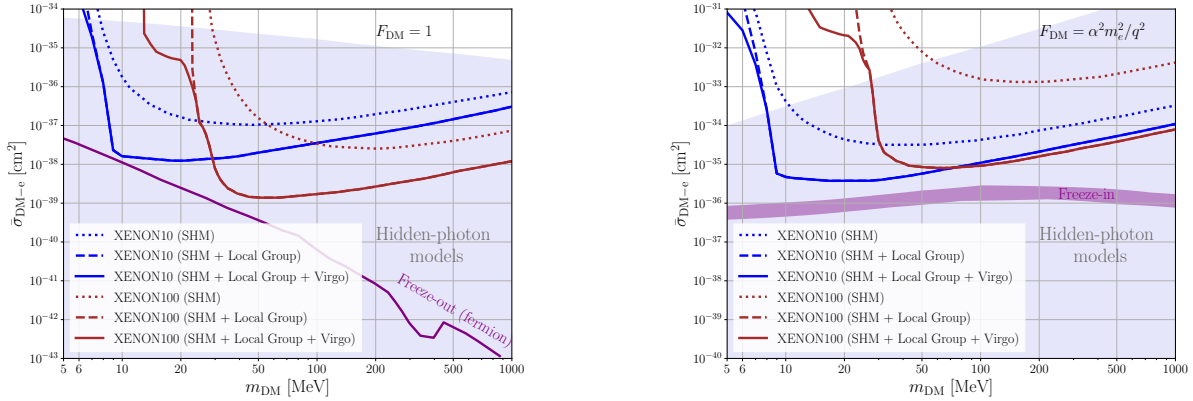 10⁻³⁴
10⁻³⁵
10⁻³⁶
10⁻³⁷
10⁻³⁸
10⁻³⁹
10⁻⁴⁰
10⁻⁴¹
10⁻⁴²
10⁻⁴³
σ̄_DM−e [cm²]
F_DM = 1
Hidden-photon
models
Freeze-out (fermion)
XENON10 (SHM)
XENON10 (SHM + Local Group)
XENON10 (SHM + Local Group + Virgo)
XENON100 (SHM)
XENON100 (SHM + Local Group)
XENON100 (SHM + Local Group + Virgo)
5 6 10 20 50 100 200 500 1000
m_DM [MeV]
10⁻³¹
10⁻³²
10⁻³³
10⁻³⁴
10⁻³⁵
10⁻³⁶
10⁻³⁷
10⁻³⁸
10⁻³⁹
10⁻⁴⁰
σ̄_DM−e [cm²]
F_DM = α²m_e²/q²
Freeze-in
Hidden-photon
models
XENON10 (SHM)
XENON10 (SHM + Local Group)
XENON10 (SHM + Local Group + Virgo)
XENON100 (SHM)
XENON100 (SHM + Local Group)
XENON100 (SHM + Local Group + Virgo)
5 6 10 20 50 100 200 500 1000
m_DM [MeV]